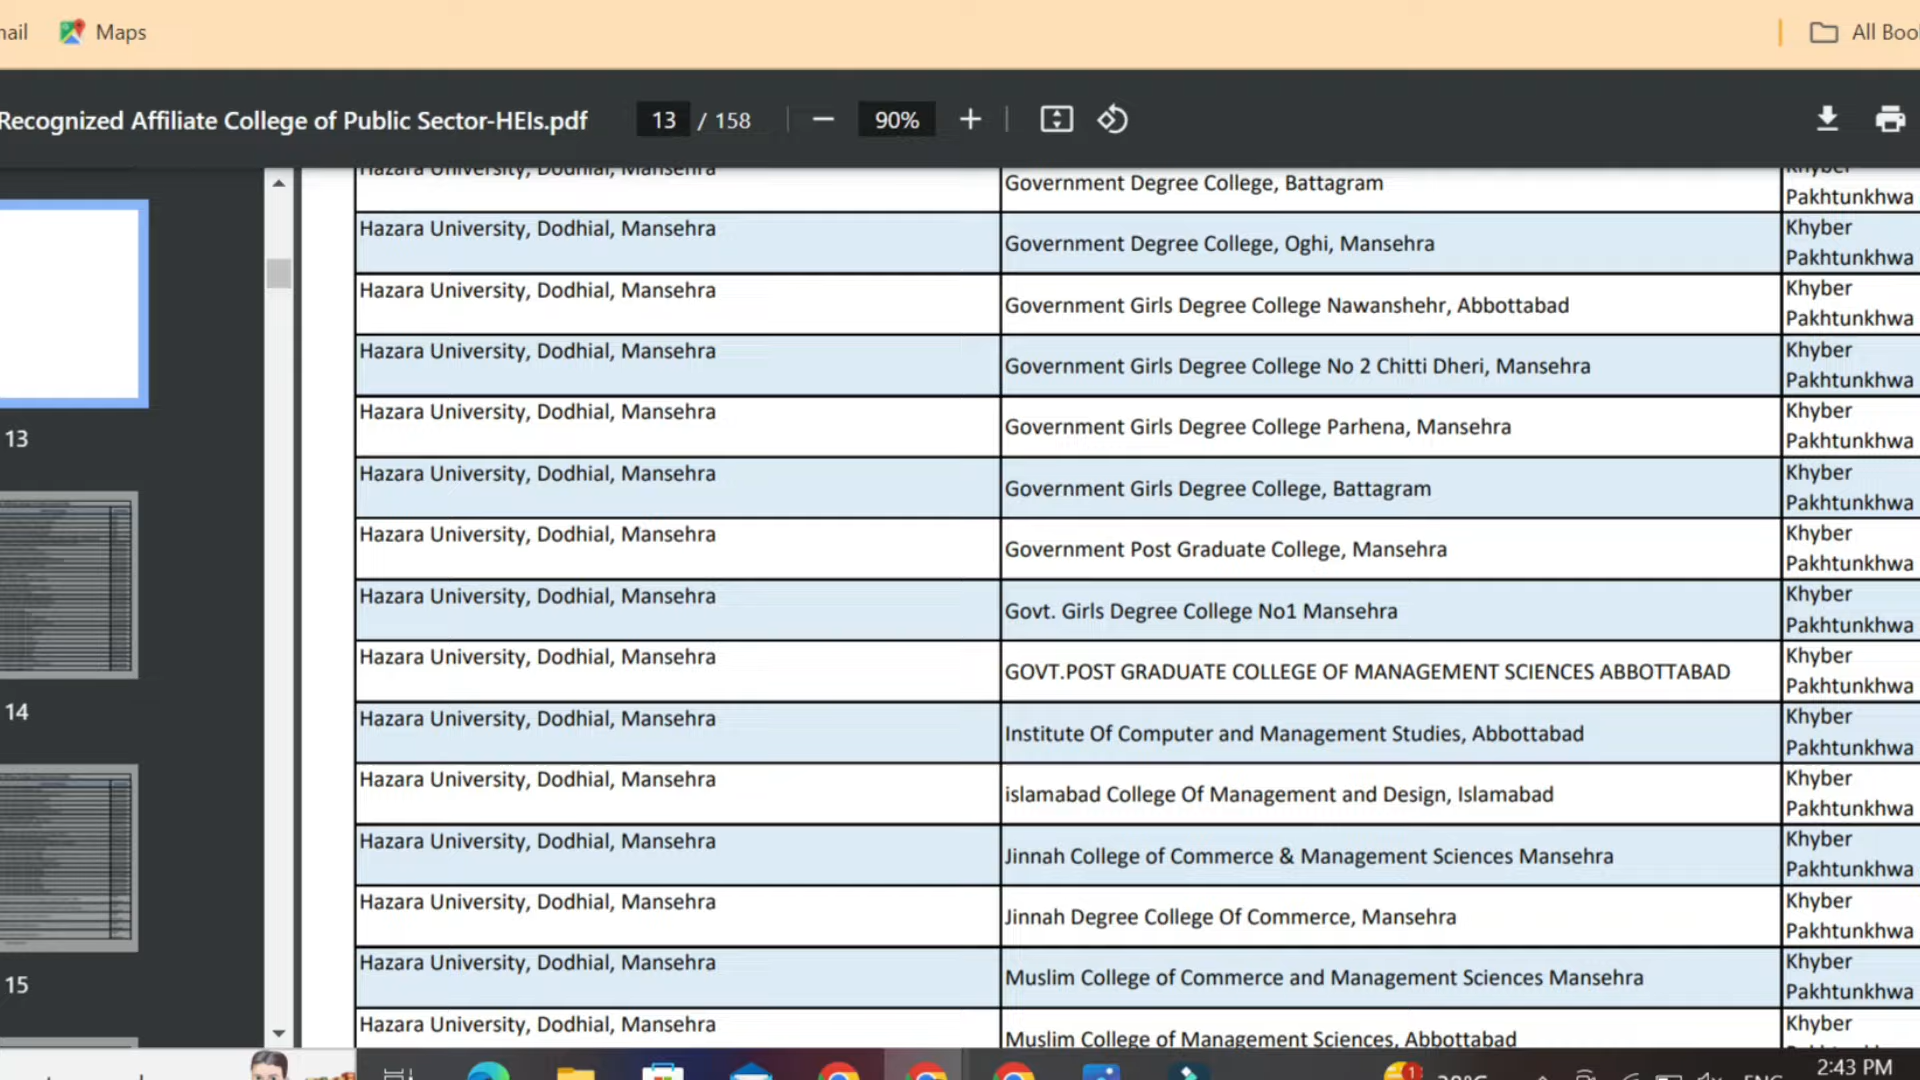 Maps
All
Recognized Affiliate College of Public Sector-HEIs.pdf 13 / 158 90%
Hazara University, Dodhial, Mansehra Government Degree College, Battagram Khyber Pakhtunkhwa
Hazara University, Dodhial, Mansehra Government Degree College, Oghi, Mansehra Khyber Pakhtunkhwa
Hazara University, Dodhial, Mansehra Government Girls Degree College Nawanshehr, Abbottabad Khyber Pakhtunkhwa
Hazara University, Dodhial, Mansehra Government Girls Degree College No 2 Chitti Dheri, Mansehra Khyber Pakhtunkhwa
Hazara University, Dodhial, Mansehra Government Girls Degree College Parhena, Mansehra Khyber Pakhtunkhwa
Hazara University, Dodhial, Mansehra Government Girls Degree College, Battagram Khyber Pakhtunkhwa
Hazara University, Dodhial, Mansehra Government Post Graduate College, Mansehra Khyber Pakhtunkhwa
Hazara University, Dodhial, Mansehra Govt. Girls Degree College No1 Mansehra Khyber Pakhtunkhwa
Hazara University, Dodhial, Mansehra GOVT.POST GRADUATE COLLEGE OF MANAGEMENT SCIENCES ABBOTTABAD Khyber Pakhtunkhwa
Hazara University, Dodhial, Mansehra Institute Of Computer and Management Studies, Abbottabad Khyber Pakhtunkhwa
Hazara University, Dodhial, Mansehra islamabad College Of Management and Design, Islamabad Khyber Pakhtunkhwa
Hazara University, Dodhial, Mansehra Jinnah College of Commerce & Management Sciences Mansehra Khyber Pakhtunkhwa
Hazara University, Dodhial, Mansehra Jinnah Degree College Of Commerce, Mansehra Khyber Pakhtunkhwa
Hazara University, Dodhial, Mansehra Muslim College of Commerce and Management Sciences Mansehra Khyber Pakhtunkhwa
Hazara University, Dodhial, Mansehra Muslim College of Management Sciences, Abbottabad Khyber
13
14
15
1
2:43 PM